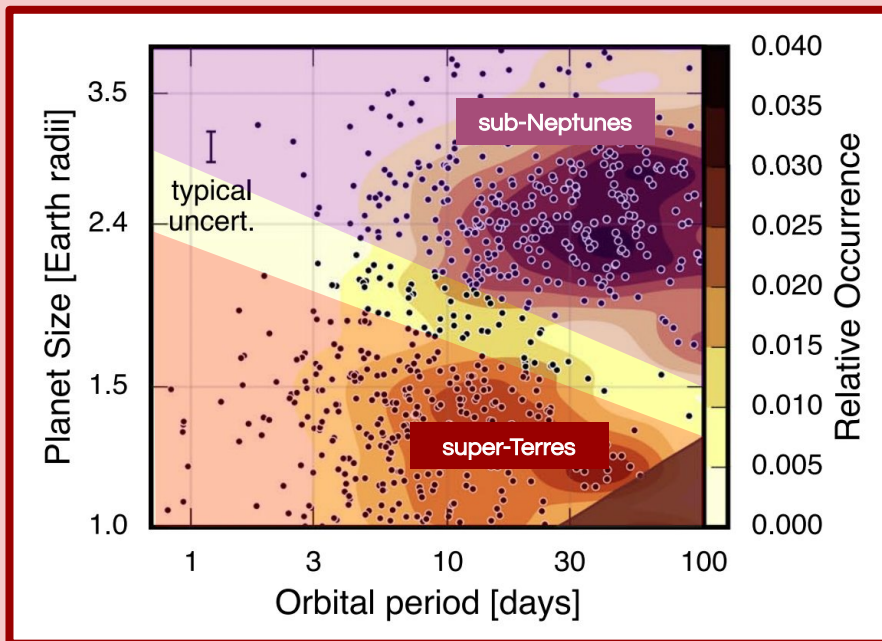 0.040
3.5
sub-Neptunes
0.035
0.030
typical
uncert.
2.4
0.025
0.020
0.015
1.5
0.010
super-Terres
0.005
1.0
0.000
1
3
10
30
100
Planet Size [Earth radii]
Orbital period [days]
Relative Occurrence